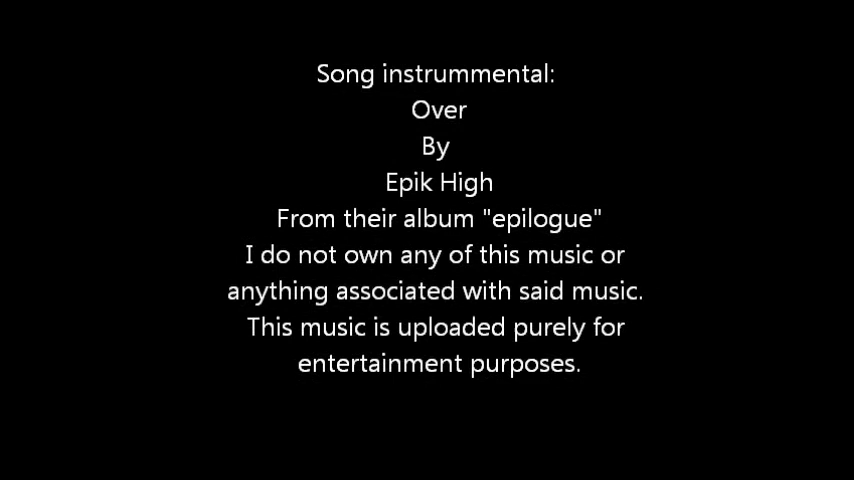 Song instrummental:
Over
By
Epik High
From their album "epilogue"
I do not own any of this music or
anything associated with said music.
This music is uploaded purely for
entertainment purposes.